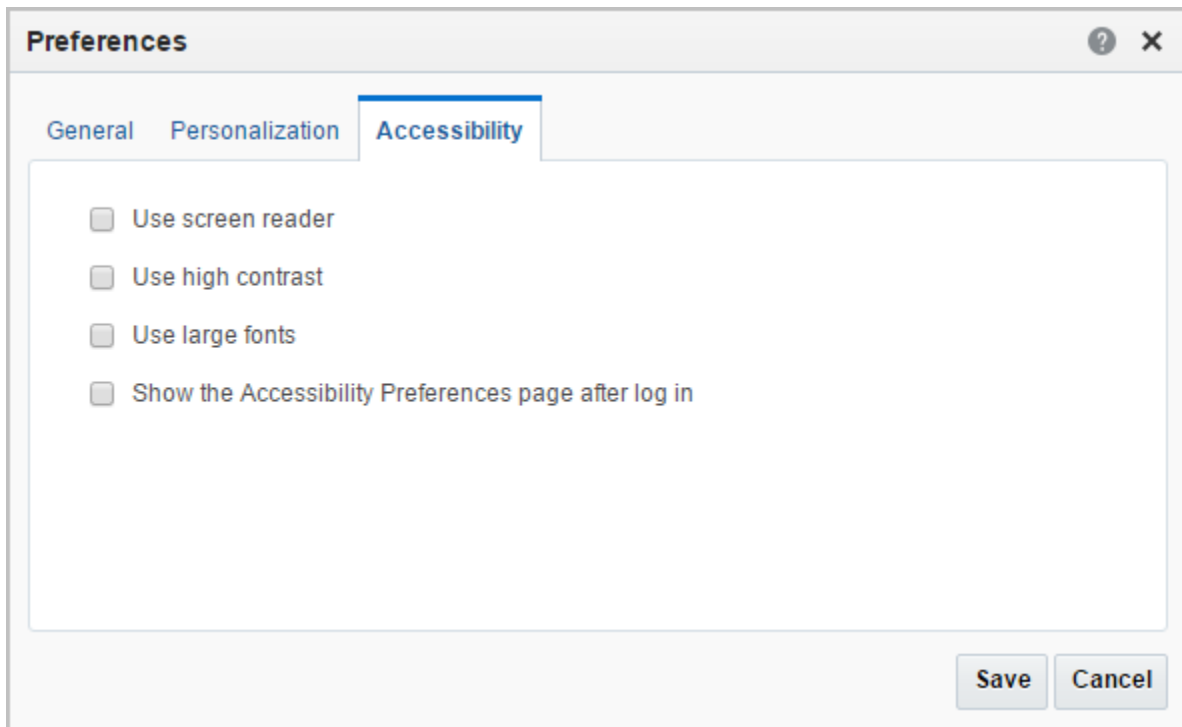 Preferences
General Personalization Accessibility
Use screen reader
Use high contrast
Use large fonts
Show the Accessibility Preferences page after log in
Save Cancel